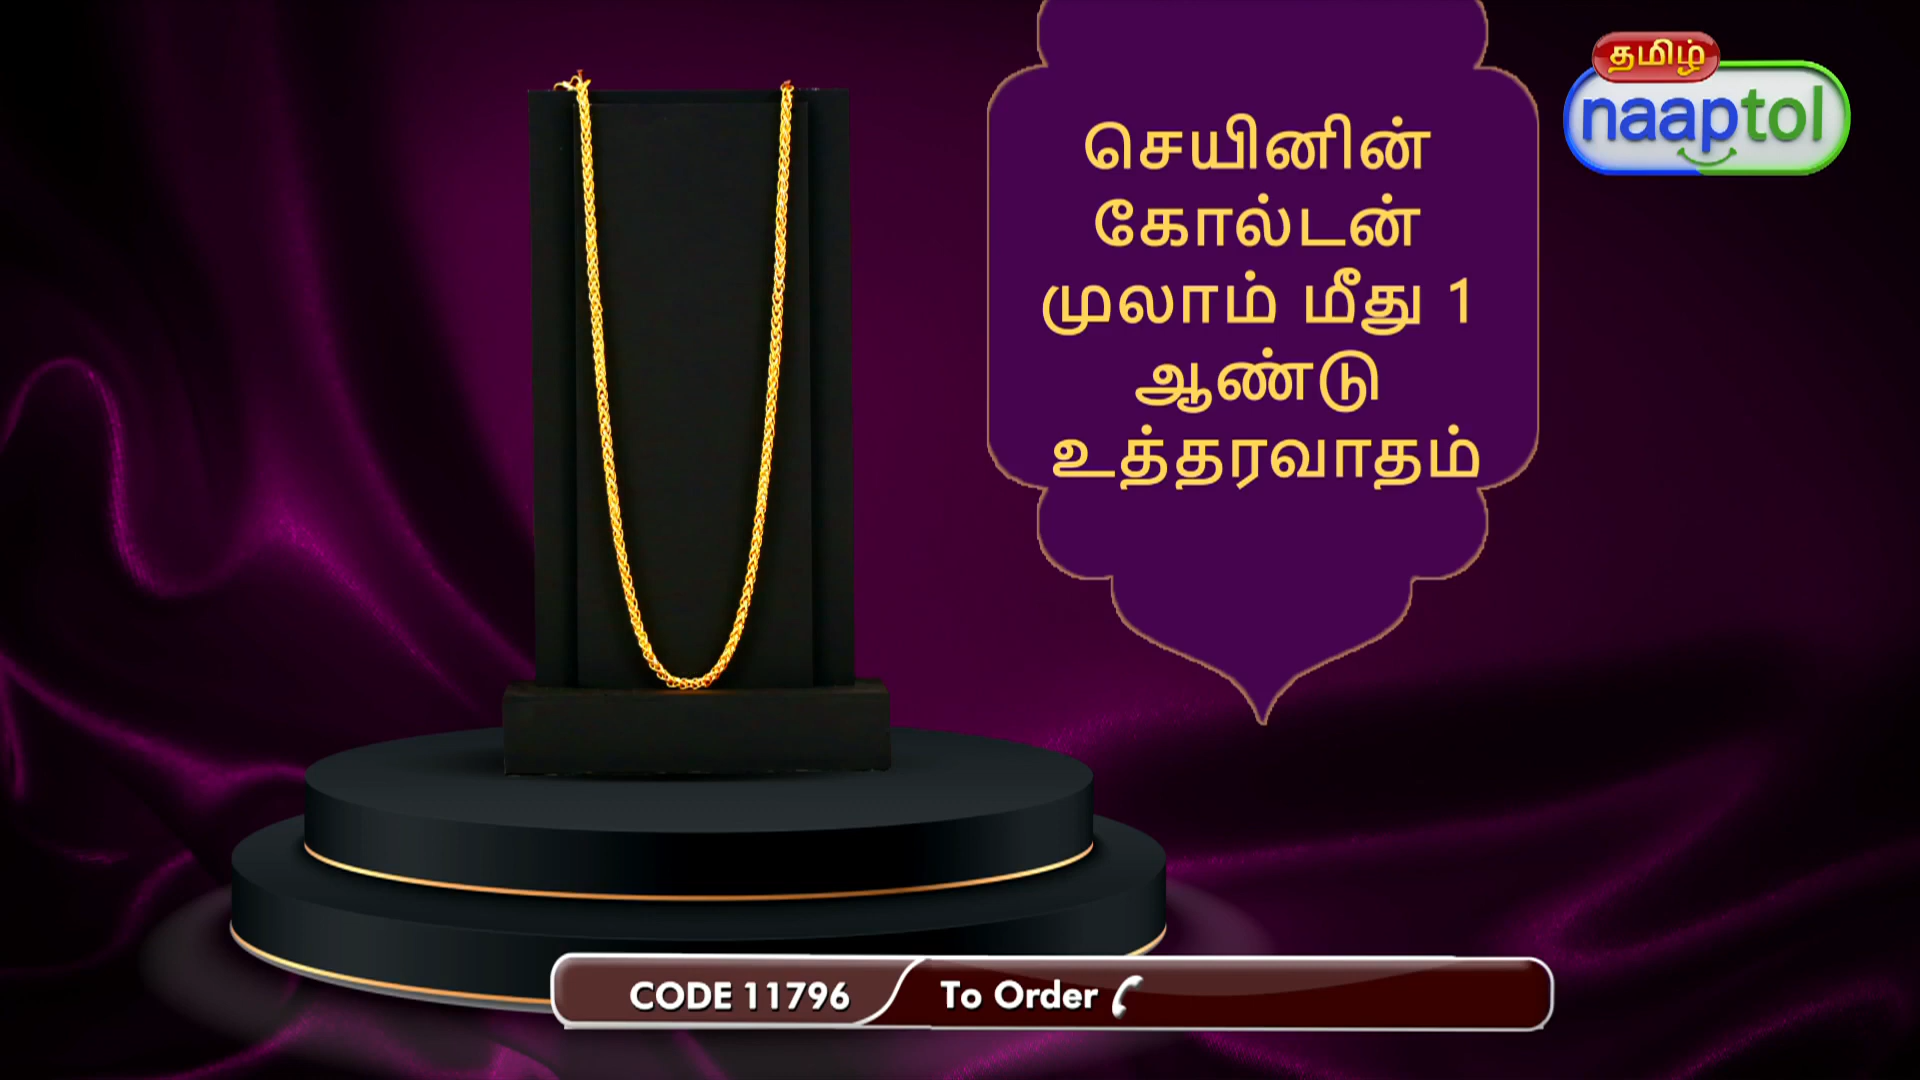 செயினின்
கோல்டன்
முலாம் மீது 1
ஆண்டு
உத்தரவாதம்
தமிழ்
naaptol
CODE 11796
To Order